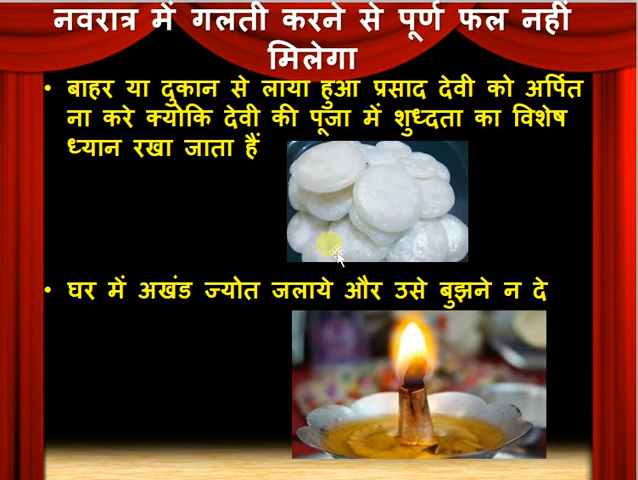 नवरात्र में गलती करने से पूर्ण फल नहीं
मिलेगा
• बाहर या दुकान से लाया हुआ प्रसाद देवी को अर्पित
ना करे क्योकि देवी की पूजा में शुध्दता का विशेष
ध्यान रखा जाता हैं
• घर में अखंड ज्योत जलाये और उसे बुझने न दे